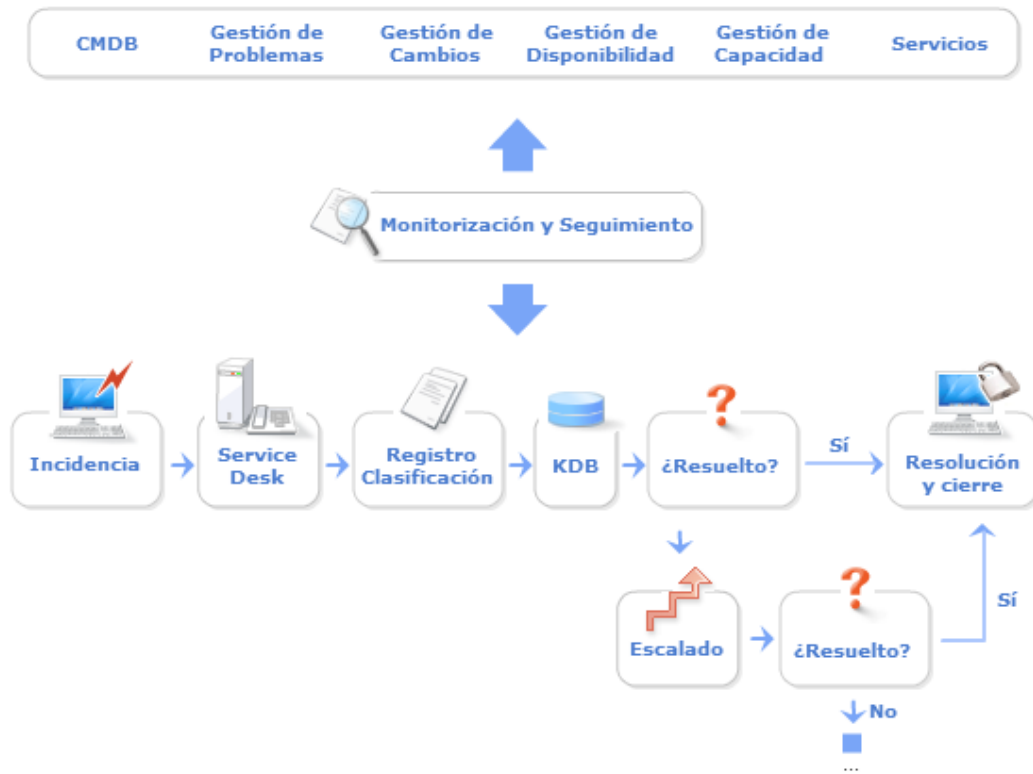 CMDB
Gestión de
Problemas
Gestión de
Cambios
Gestión de
Disponibilidad
Gestión de
Capacidad
Servicios
Monitorización y Seguimiento
Incidencia
Service
Desk
Registro
Clasificación
KDB
¿Resuelto?
Sí
Resolución
y cierre
Escalado
¿Resuelto?
Sí
No
...